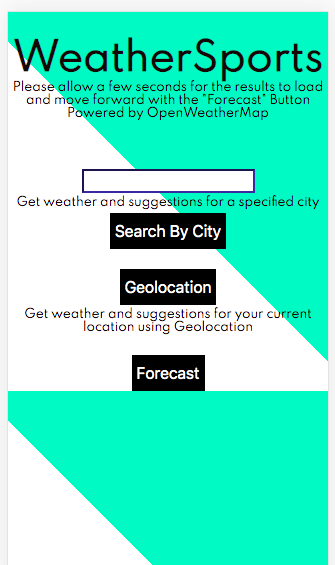 WeatherSports
Please allow a few seconds for the results to load
and move forward with the "Forecast" Button
Powered by OpenWeatherMap
Get weather and suggestions for a specified city
Search By City
Geolocation
Get weather and suggestions for your current
location using Geolocation
Forecast